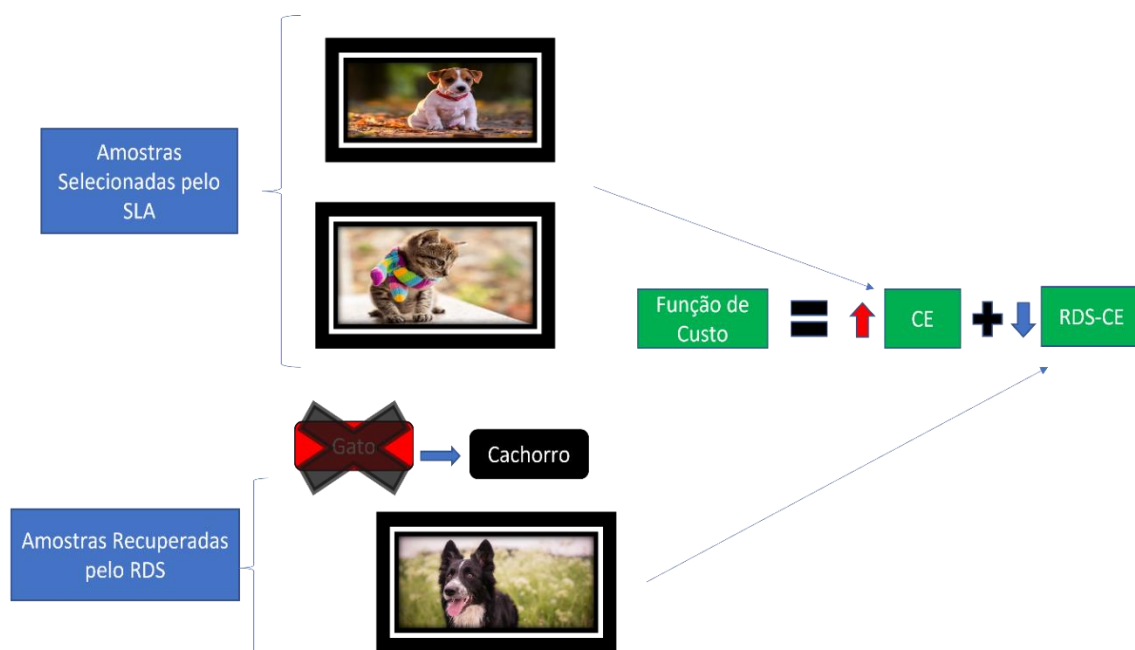 Amostras
Selecionadas pelo
SLA
Função de
Custo
CE
RDS-CE
Gato
Cachorro
Amostras Recuperadas
pelo RDS